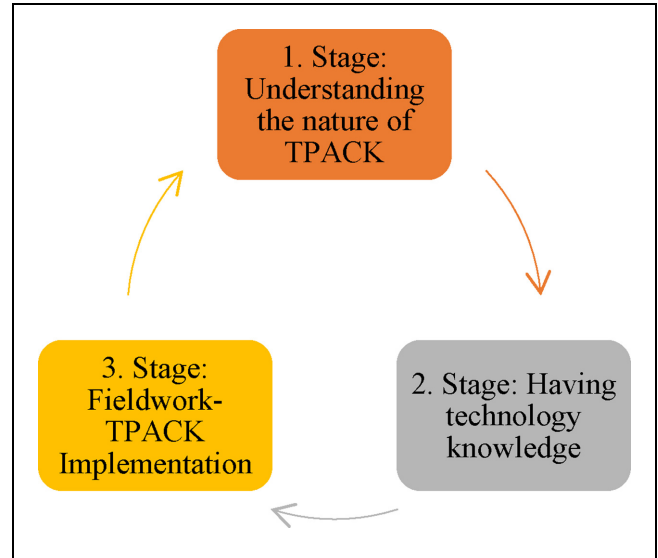 1. Stage:
Understanding
the nature of
TPACK
2. Stage: Having
technology
knowledge
3. Stage:
Fieldwork-
TPACK
Implementation